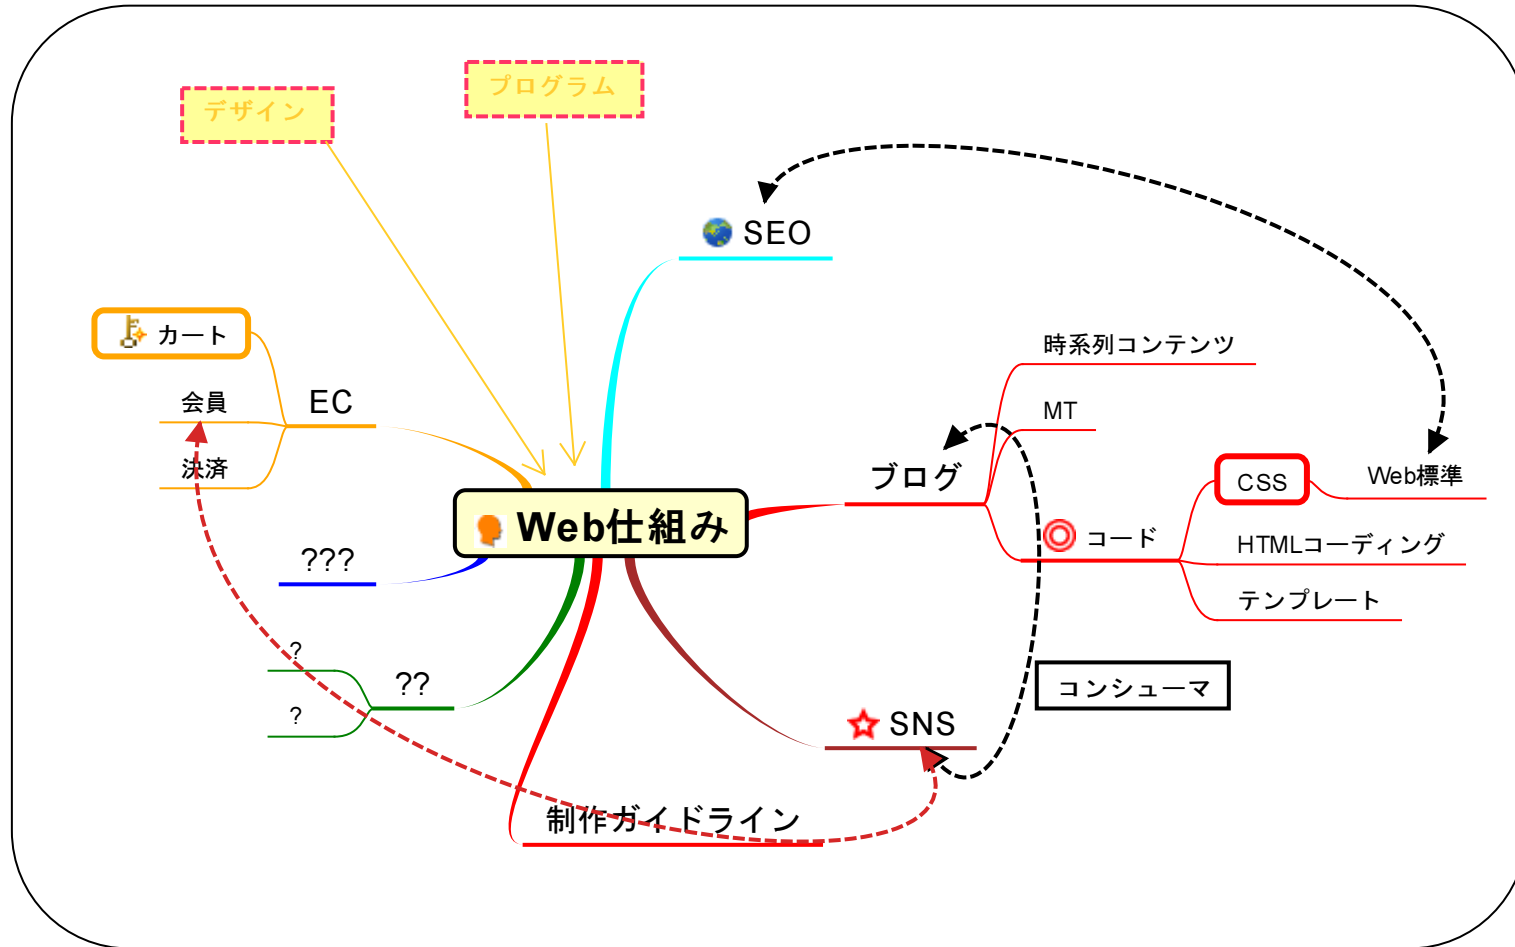 プログラム
デザイン
SEO
カート
時系列コンテンツ
会員
EC
MT
決済
ブログ
CSS
Web標準
Web仕組み
コード
HTMLコーディング
???
テンプレート
?
??
コンシューマ
?
SNS
制作ガイドライン